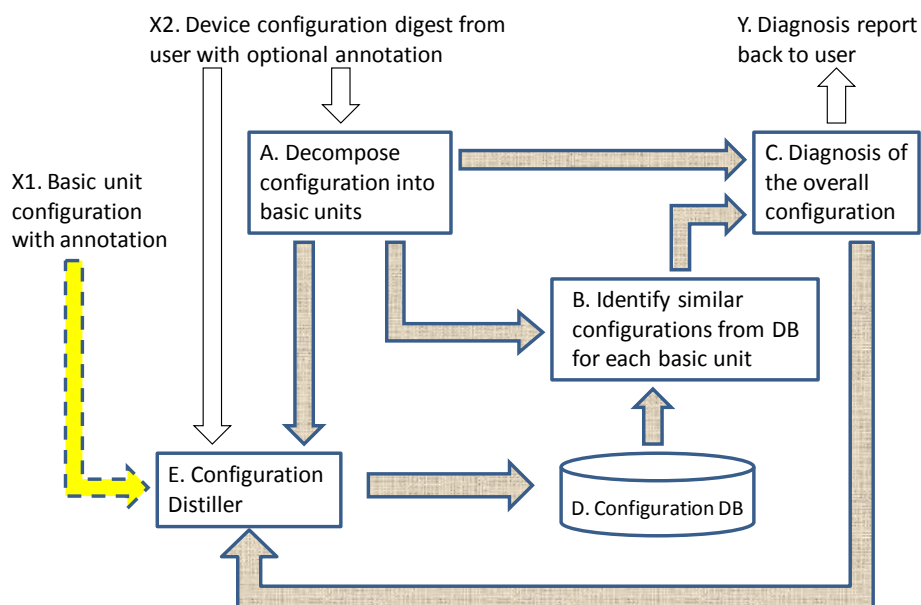 X2. Device configuration digest from
user with optional annotation
Y. Diagnosis report
back to user
A. Decompose
configuration into
basic units
C. Diagnosis of
the overall
configuration
X1. Basic unit
configuration
with annotation
B. Identify similar
configurations from DB
for each basic unit
E. Configuration
Distiller
D. Configuration DB